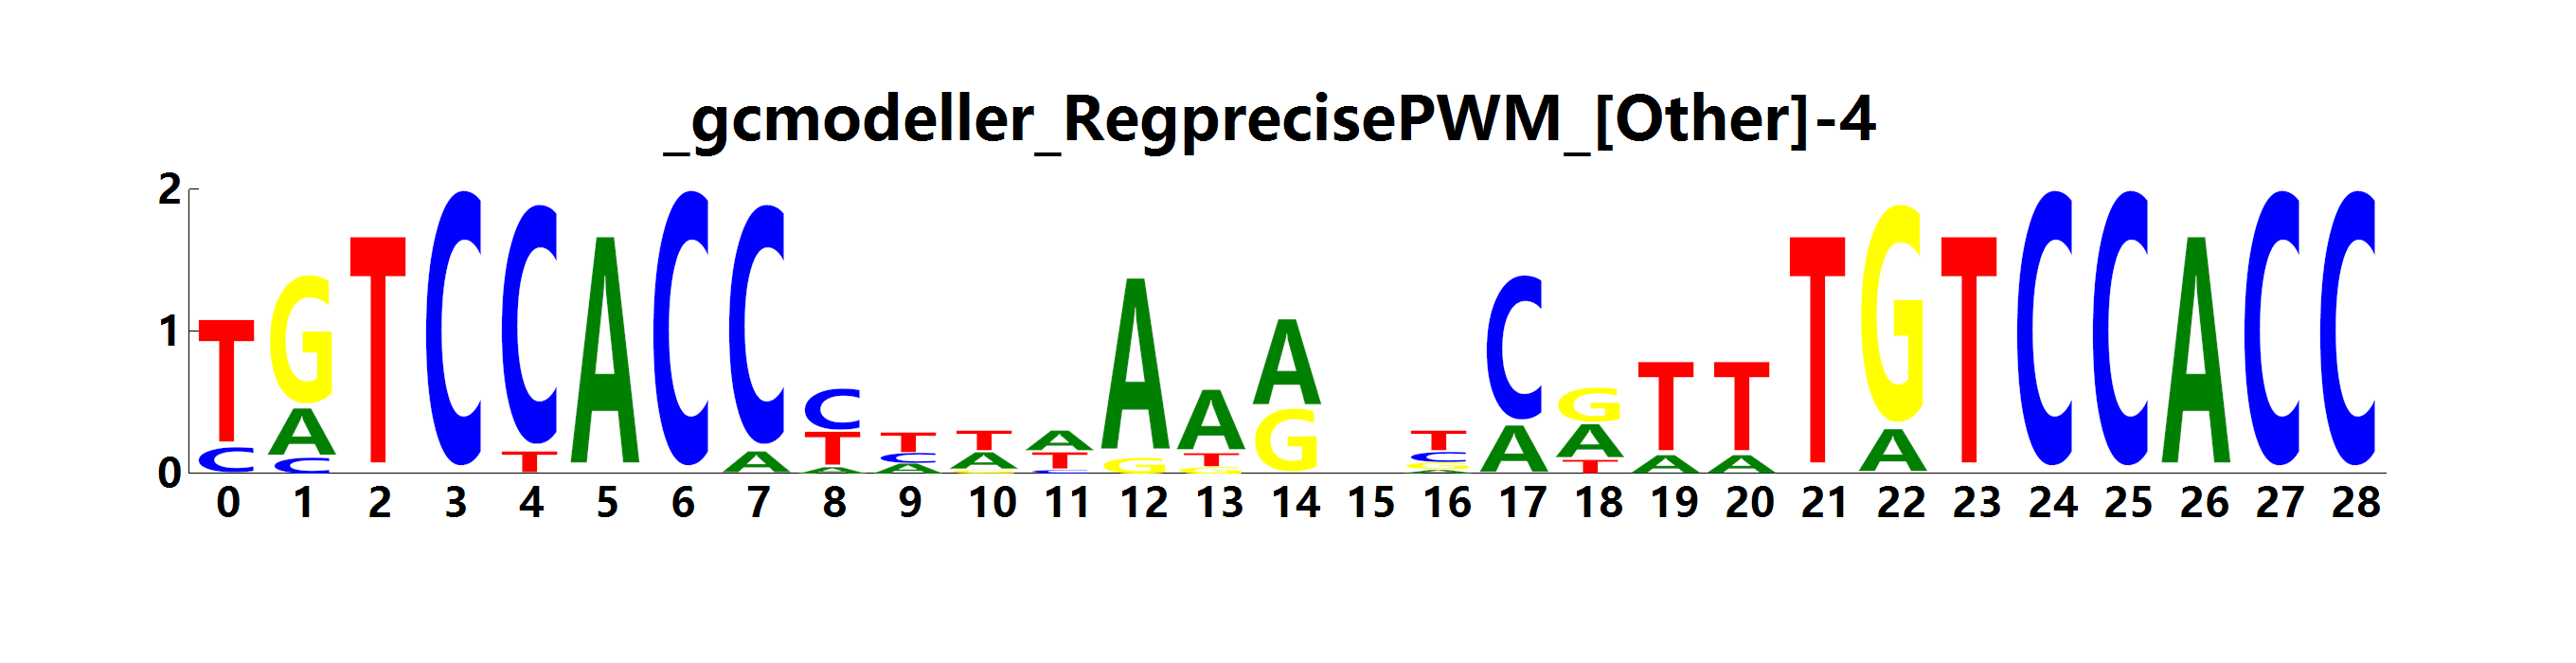 _gcmodeller_RegprecisePWM_[Other]-4
2
1
0
T G T C C A C C C T T A A A A T C G T T T G T C C A C C
C A T A T C A T G T G C A A A A A
C A A C G G T
0 1 2 3 4 5 6 7 8 9 10 11 12 13 14 15 16 17 18 19 20 21 22 23 24 25 26 27 28